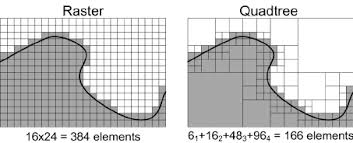 Raster
Quadtree
16x24 = 384 elements
6₁+16₂+48₃+96₄ = 166 elements